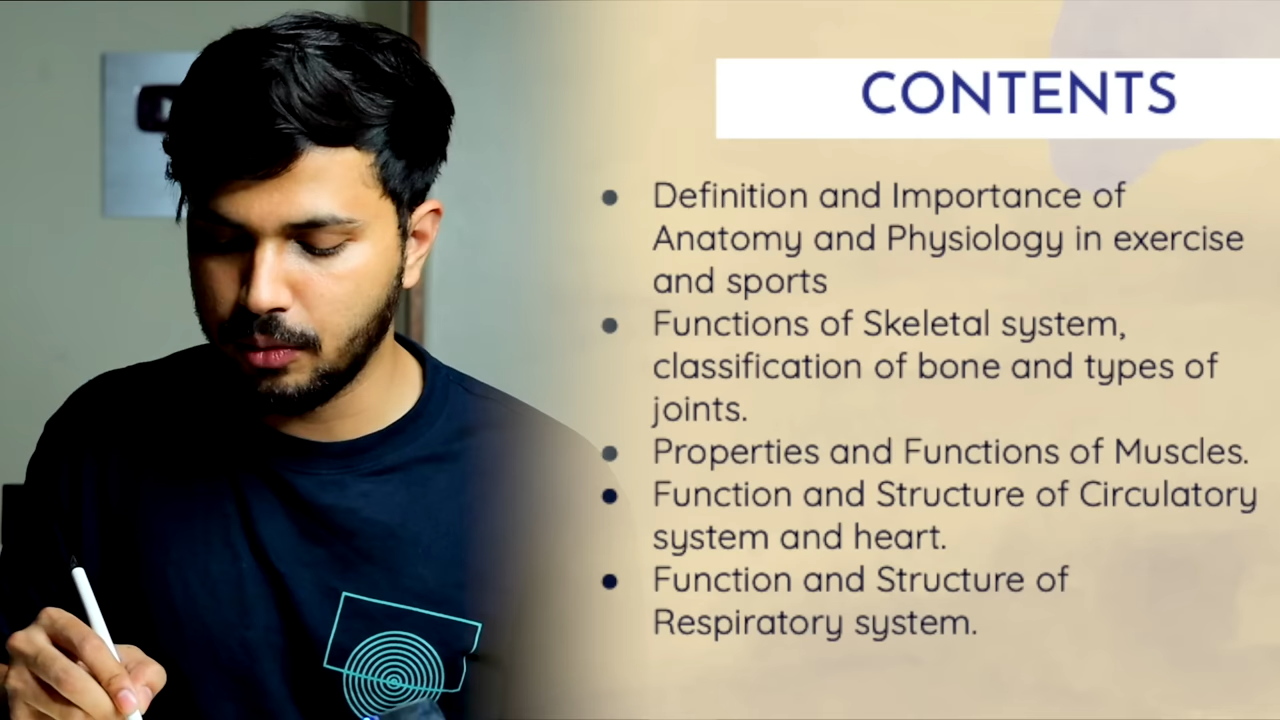 CONTENTS
● Definition and Importance of
Anatomy and Physiology in exercise
and sports
● Functions of Skeletal system,
classification of bone and types of
joints.
● Properties and Functions of Muscles.
● Function and Structure of Circulatory
system and heart.
● Function and Structure of
Respiratory system.